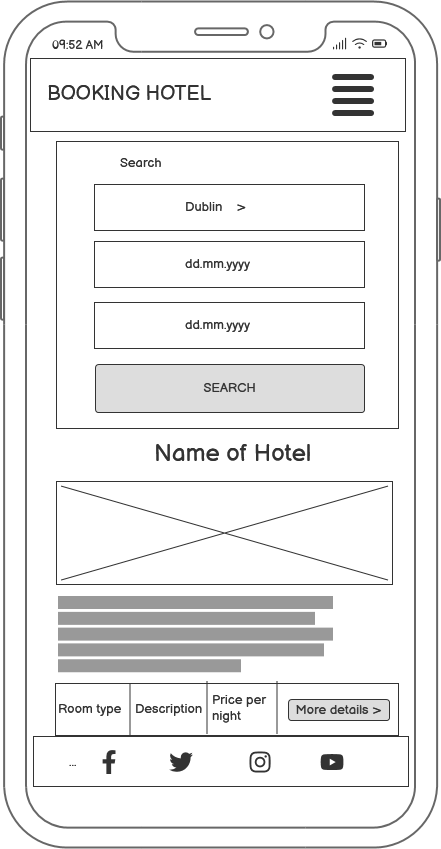 09:52 AM
BOOKING HOTEL
Search
Dublin >
dd.mm.yyyy
dd.mm.yyyy
SEARCH
Name of Hotel
Room type
Description
Price per
night
More details >
...